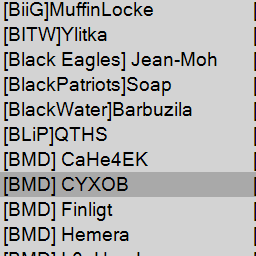 [BiiG]MuffinLocke
[BITW]Ylitka
[Black Eagles] Jean-Moh
[BlackPatriots]Soap
[BlackWater]Barbuzila
[BLiP]QTHS
[BMD] CaHe4EK
[BMD] CYXOB
[BMD] Finligt
[BMD] Hemera
[BMD]